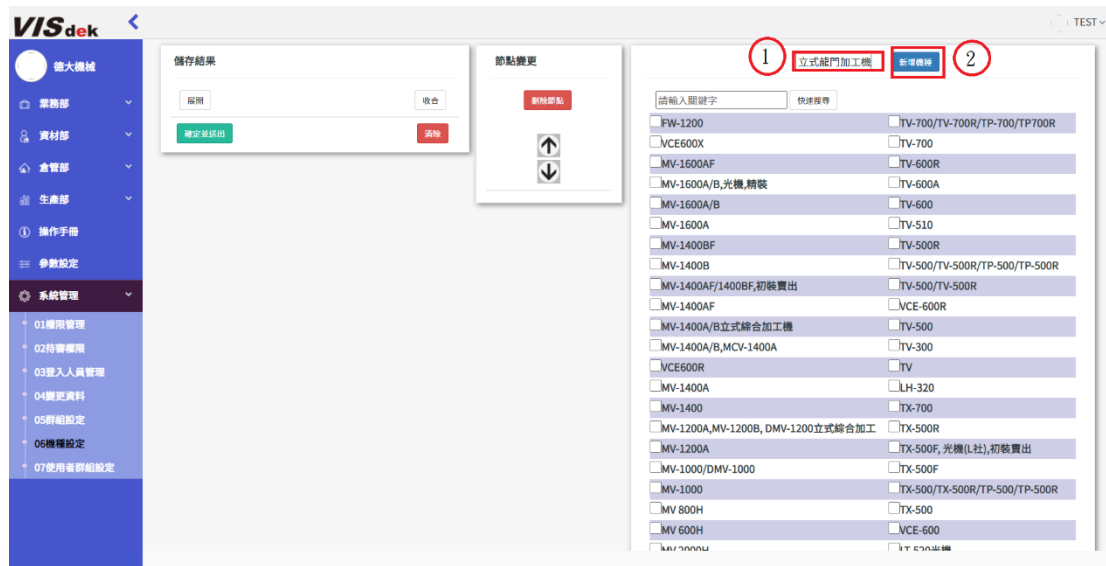 VISdek
TEST
德大機械
業務部
資材部
倉管部
生產部
操作手冊
參數設定
系統管理
01權限管理
02待審權限
03登入人員管理
04變更資料
05群組設定
06機種設定
07使用者群組設定
儲存結果
展開 收合
確定並送出 清除
節點變更
刪除節點
1 立式龍門加工機 新增機種 2
請輸入關鍵字 快速搜尋
FW-1200 TV-700/TV-700R/TP-700/TP700R
VCE600X TV-700
MV-1600AF TV-600R
MV-1600A/B,光機,精裝 TV-600A
MV-1600A/B TV-600
MV-1600A TV-510
MV-1400BF TV-500R
MV-1400B TV-500/TV-500R/TP-500/TP-500R
MV-1400AF/1400BF,初裝賣出 TV-500/TV-500R
MV-1400AF VCE-600R
MV-1400A/B立式綜合加工機 TV-500
MV-1400A/B,MCV-1400A TV-300
VCE600R TV
MV-1400A LH-320
MV-1400 TX-700
MV-1200A,MV-1200B, DMV-1200立式綜合加工 TX-500R
MV-1200A TX-500F, 光機(L社),初裝賣出
MV-1000/DMV-1000 TX-500F
MV-1000 TX-500/TX-500R/TP-500/TP-500R
MV 800H TX-500
MV 600H VCE-600
MV 2000H LT-520光機